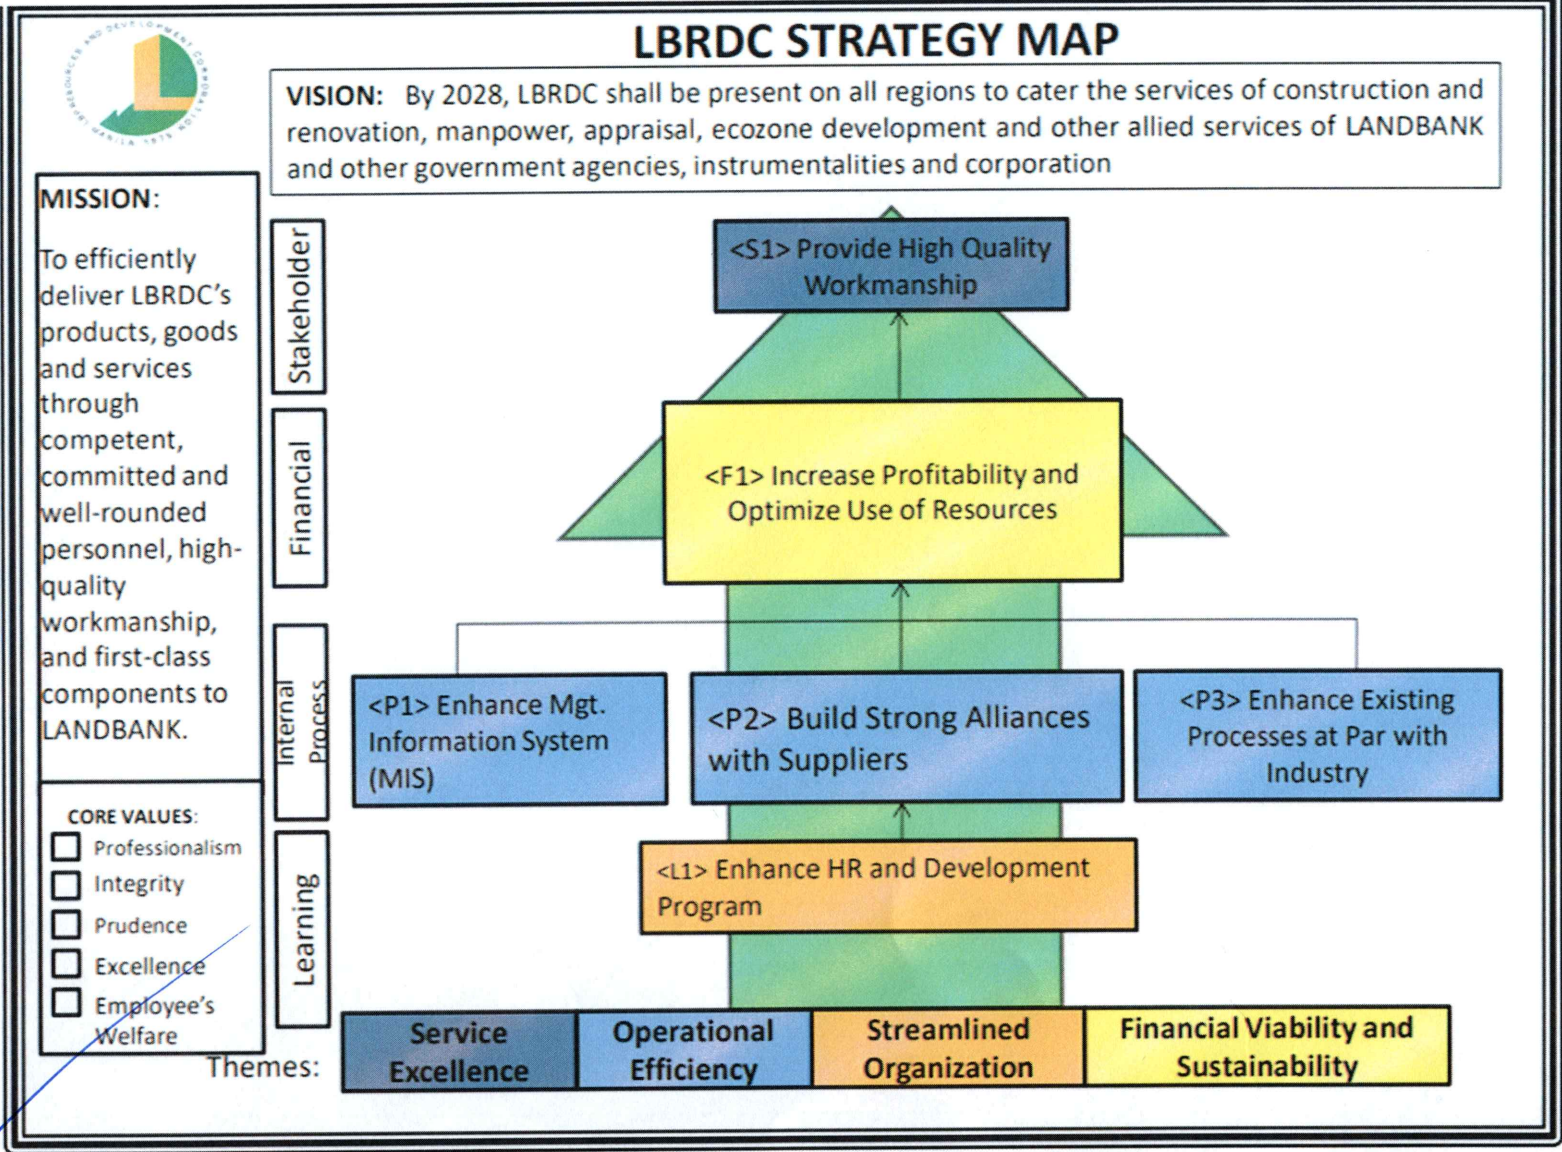 LBRDC STRATEGY MAP
VISION: By 2028, LBRDC shall be present on all regions to cater the services of construction and
renovation, manpower, appraisal, ecozone development and other allied services of LANDBANK
and other government agencies, instrumentalities and corporation
MISSION:
To efficiently
deliver LBRDC's
products, goods
and services
through
competent,
committed and
well-rounded
personnel, high-
quality
workmanship,
and first-class
components to
LANDBANK.
CORE VALUES:
Professionalism
Integrity
Prudence
Excellence
Employee's
Welfare
Stakeholder
<S1> Provide High Quality
Workmanship
Financial
<F1> Increase Profitability and
Optimize Use of Resources
Internal
Process
<P1> Enhance Mgt.
Information System
(MIS)
<P2> Build Strong Alliances
with Suppliers
<P3> Enhance Existing
Processes at Par with
Industry
Learning
<L1> Enhance HR and Development
Program
Themes:
Service
Excellence
Operational
Efficiency
Streamlined
Organization
Financial Viability and
Sustainability